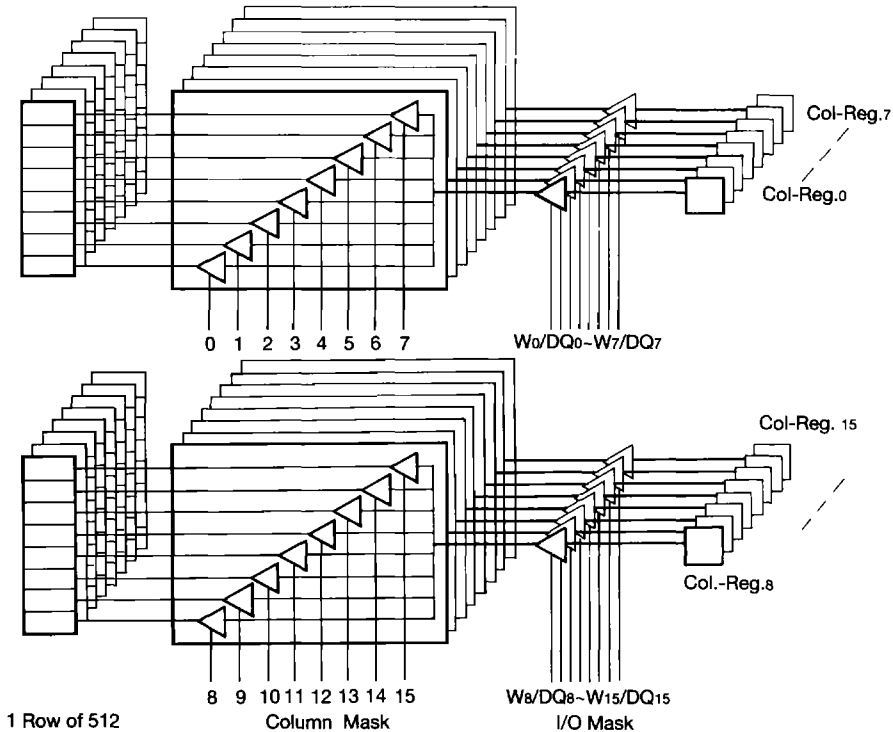 Col-Reg.7
Col-Reg.0
0 1 2 3 4 5 6 7
W0/DQ0~W7/DQ7
Col-Reg. 15
Col.-Reg.8
8 9 10 11 12 13 14 15
W8/DQ8~W15/DQ15
1 Row of 512
Column Mask
I/O Mask